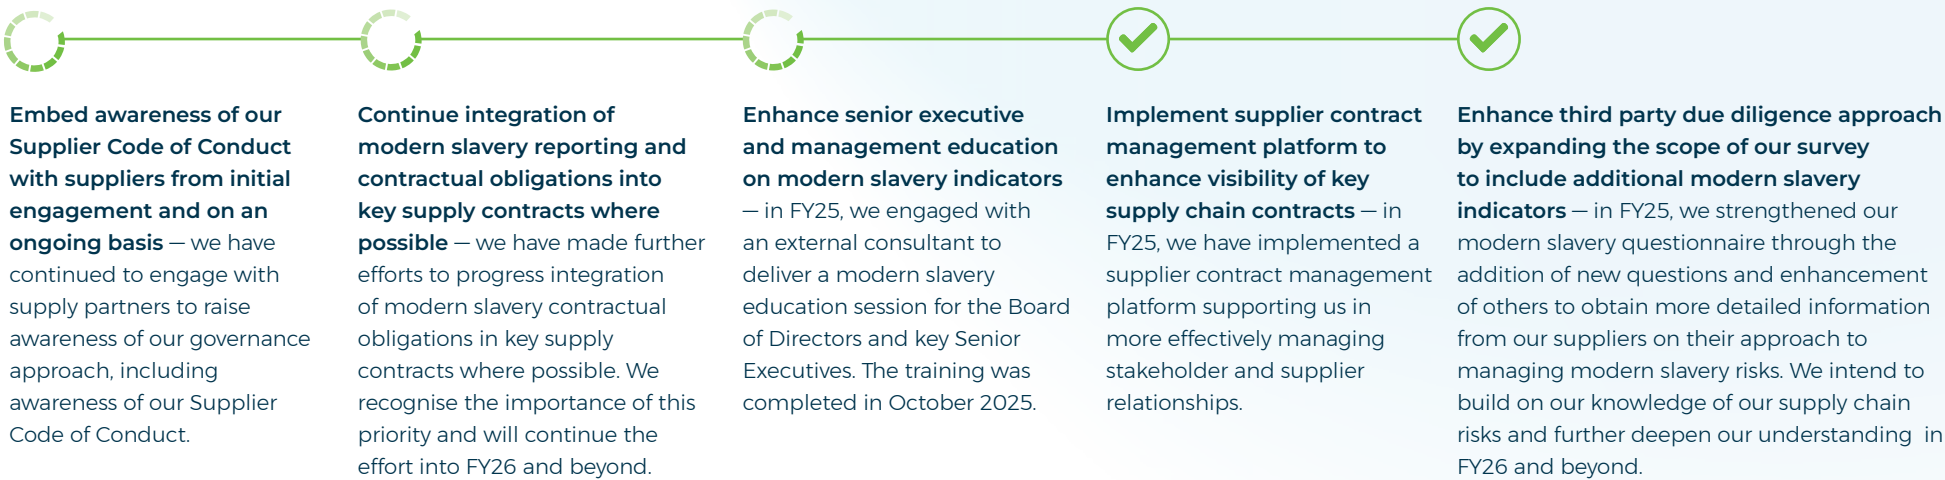 Embed awareness of our
Supplier Code of Conduct
with suppliers from initial
engagement and on an
ongoing basis — we have
continued to engage with
supply partners to raise
awareness of our governance
approach, including
awareness of our Supplier
Code of Conduct.
Continue integration of
modern slavery reporting and
contractual obligations into
key supply contracts where
possible — we have made further
efforts to progress integration
of modern slavery contractual
obligations in key supply
contracts where possible. We
recognise the importance of this
priority and will continue the
effort into FY26 and beyond.
Enhance senior executive
and management education
on modern slavery indicators
— in FY25, we engaged with
an external consultant to
deliver a modern slavery
education session for the Board
of Directors and key Senior
Executives. The training was
completed in October 2025.
Implement supplier contract
management platform to
enhance visibility of key
supply chain contracts — in
FY25, we have implemented a
supplier contract management
platform supporting us in
more effectively managing
stakeholder and supplier
relationships.
Enhance third party due diligence approach
by expanding the scope of our survey
to include additional modern slavery
indicators — in FY25, we strengthened our
modern slavery questionnaire through the
addition of new questions and enhancement
of others to obtain more detailed information
from our suppliers on their approach to
managing modern slavery risks. We intend to
build on our knowledge of our supply chain
risks and further deepen our understanding  in
FY26 and beyond.